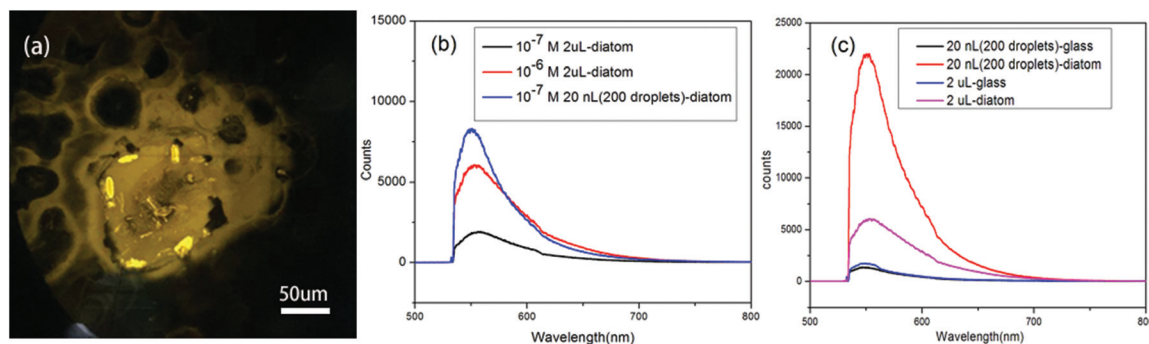 (a)
50um
(b)
10⁻⁷ M 2uL-diatom
10⁻⁶ M 2uL-diatom
10⁻⁷ M 20 nL(200 droplets)-diatom
15000
10000
5000
0
Counts
500 600 700 800
Wavelength(nm)
(c)
20 nL(200 droplets)-glass
20 nL(200 droplets)-diatom
2 uL-glass
2 uL-diatom
25000
20000
15000
10000
5000
0
counts
500 600 700 80
Wavelength(nm)